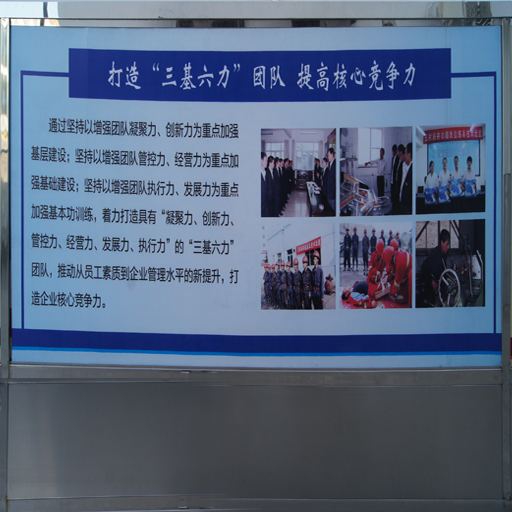 打造“三基六力”团队 提高核心竞争力
通过坚持以增强团队凝聚力、创新力为重点加强
基层建设；坚持以增强团队管控力、经营力为重点加
强基础建设；坚持以增强团队执行力、发展力为重点
加强基本功训练，着力打造具有“凝聚力、创新力、
管控力、经营力、发展力、执行力”的“三基六力”
团队，推动从员工素质到企业管理水平的新提升，打
造企业核心竞争力。